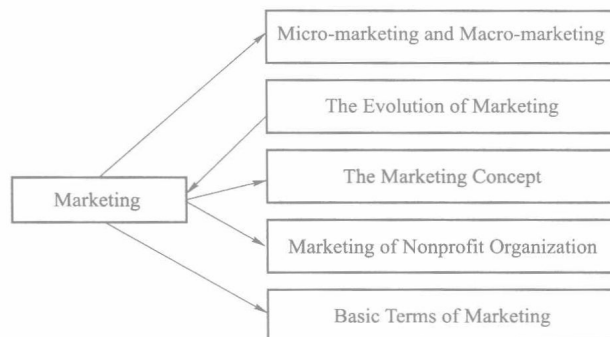 Micro-marketing and Macro-marketing
The Evolution of Marketing
Marketing
The Marketing Concept
Marketing of Nonprofit Organization
Basic Terms of Marketing